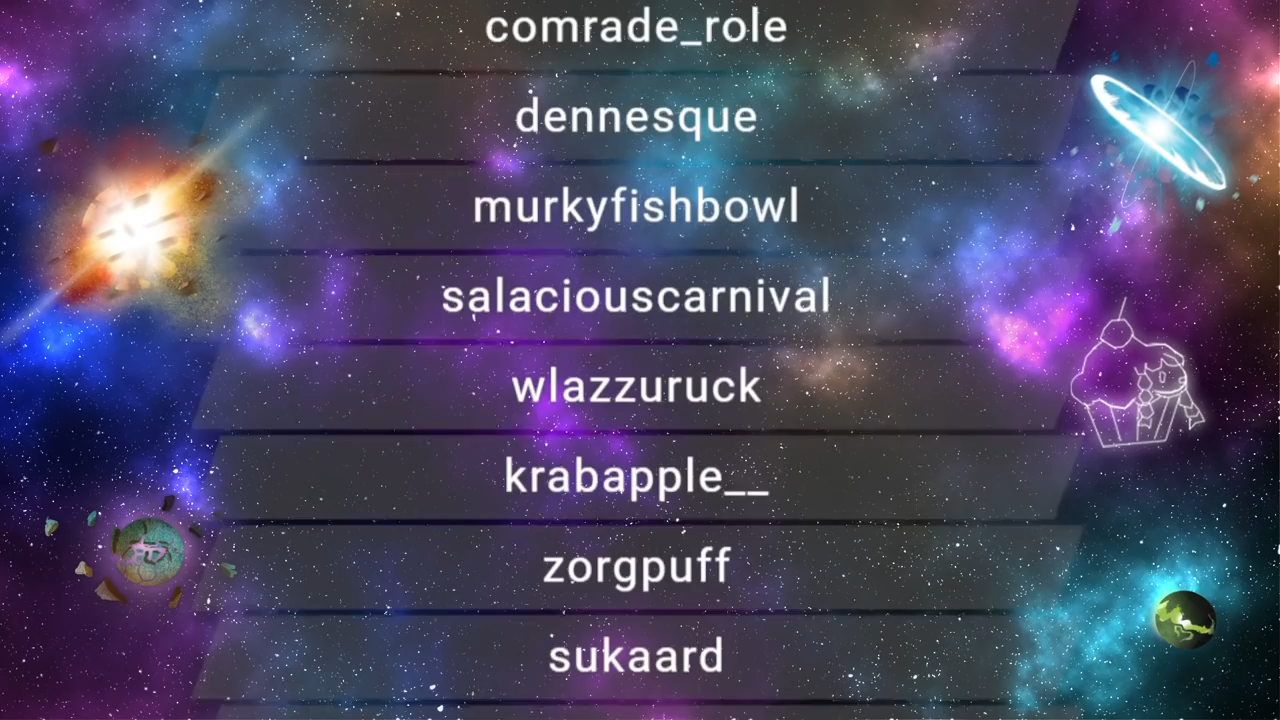 comrade_role
dennesque
murkyfishbowl
salaciouscarnival
wlazzuruck
krabapple__
zorgpuff
sukaard